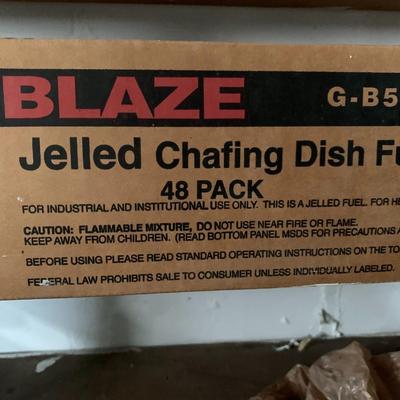 BLAZE G-B5
Jelled Chafing Dish Fu
48 PACK
FOR INDUSTRIAL AND INSTITUTIONAL USE ONLY. THIS IS A JELLED FUEL. FOR HE
CAUTION: FLAMMABLE MIXTURE, DO NOT USE NEAR FIRE OR FLAME.
KEEP AWAY FROM CHILDREN. (READ BOTTOM PANEL MSDS FOR PRECAUTIONS A
BEFORE USING PLEASE READ STANDARD OPERATING INSTRUCTIONS ON THE TO
FEDERAL LAW PROHIBITS SALE TO CONSUMER UNLESS INDIVIDUALLY LABELED.